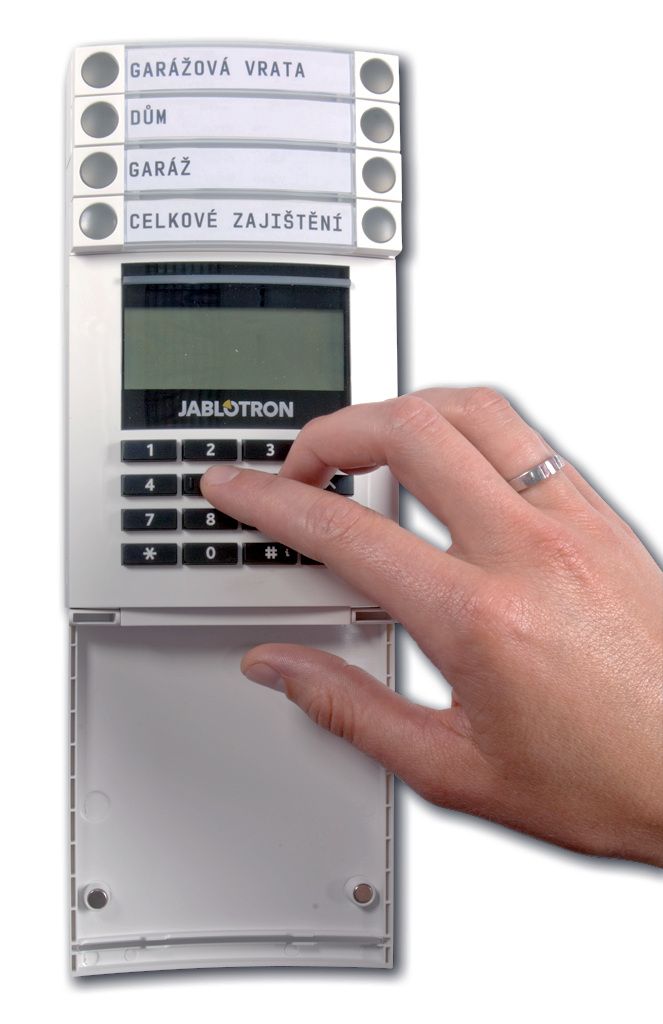 GARÁŽOVÁ VRATA
DŮM
GARÁŽ
CELKOVÉ ZAJIŠTĚNÍ
JABLOTRON
1 2 3
4
7 8
* 0 #